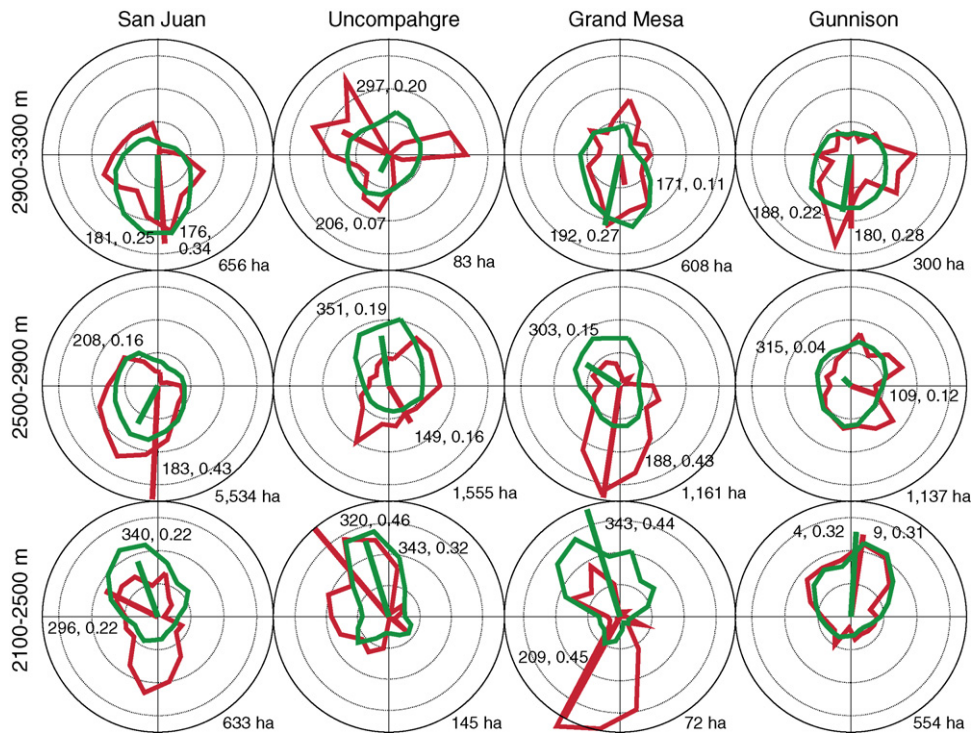 San Juan
Uncompahgre
Grand Mesa
Gunnison
2900-3300 m
181, 0.25
176,
0.34
656 ha
297, 0.20
206, 0.07
83 ha
171, 0.11
192, 0.27
608 ha
188, 0.22
180, 0.28
300 ha
2500-2900 m
208, 0.16
183, 0.43
5,534 ha
351, 0.19
149, 0.16
1,555 ha
303, 0.15
188, 0.43
1,161 ha
315, 0.04
109, 0.12
1,137 ha
2100-2500 m
340, 0.22
296, 0.22
633 ha
320, 0.46
343, 0.32
145 ha
343, 0.44
209, 0.45
72 ha
4, 0.32
9, 0.31
554 ha